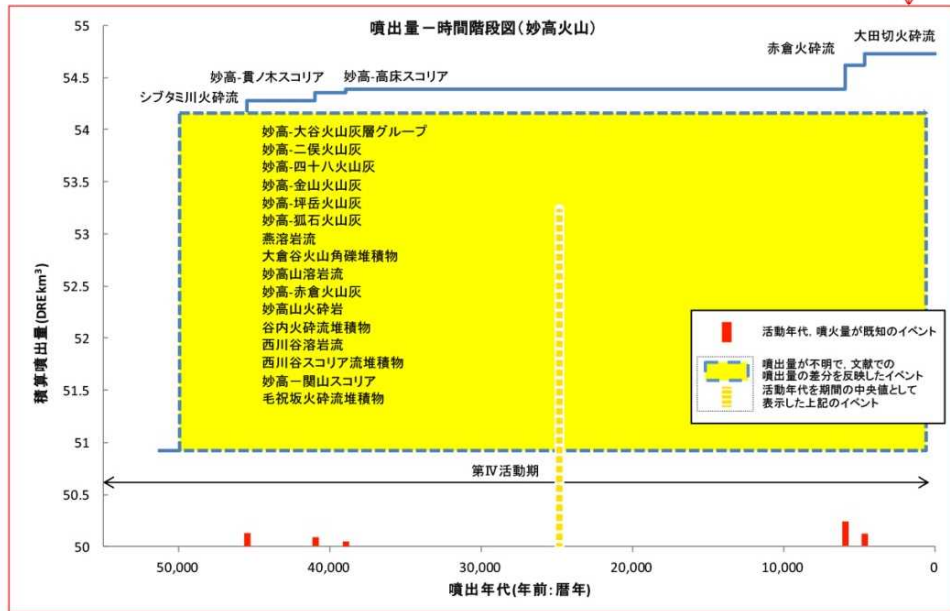 噴出量－時間階段図(妙高火山)
大田切火砕流
赤倉火砕流
妙高-貫ノ木スコリア
妙高-高床スコリア
シブタミ川火砕流
妙高-大谷火山灰層グループ
妙高-二俣火山灰
妙高-四十八火山灰
妙高-金山火山灰
妙高-坪岳火山灰
妙高-狐石火山灰
燕溶岩流
大倉谷火山角礫堆積物
妙高山溶岩流
妙高-赤倉火山灰
妙高山火砕岩
谷内火砕流堆積物
西川谷溶岩流
西川谷スコリア流堆積物
妙高－関山スコリア
毛祝坂火砕流堆積物
活動年代，噴火量が既知のイベント
噴出量が不明で，文献での
噴出量の差分を反映したイベント
活動年代を期間の中央値として
表示した上記のイベント
第Ⅳ活動期
積算噴出量(DREkm³)
55
54.5
54
53.5
53
52.5
52
51.5
51
50.5
50
50,000
40,000
30,000
20,000
10,000
0
噴出年代(年前:暦年)